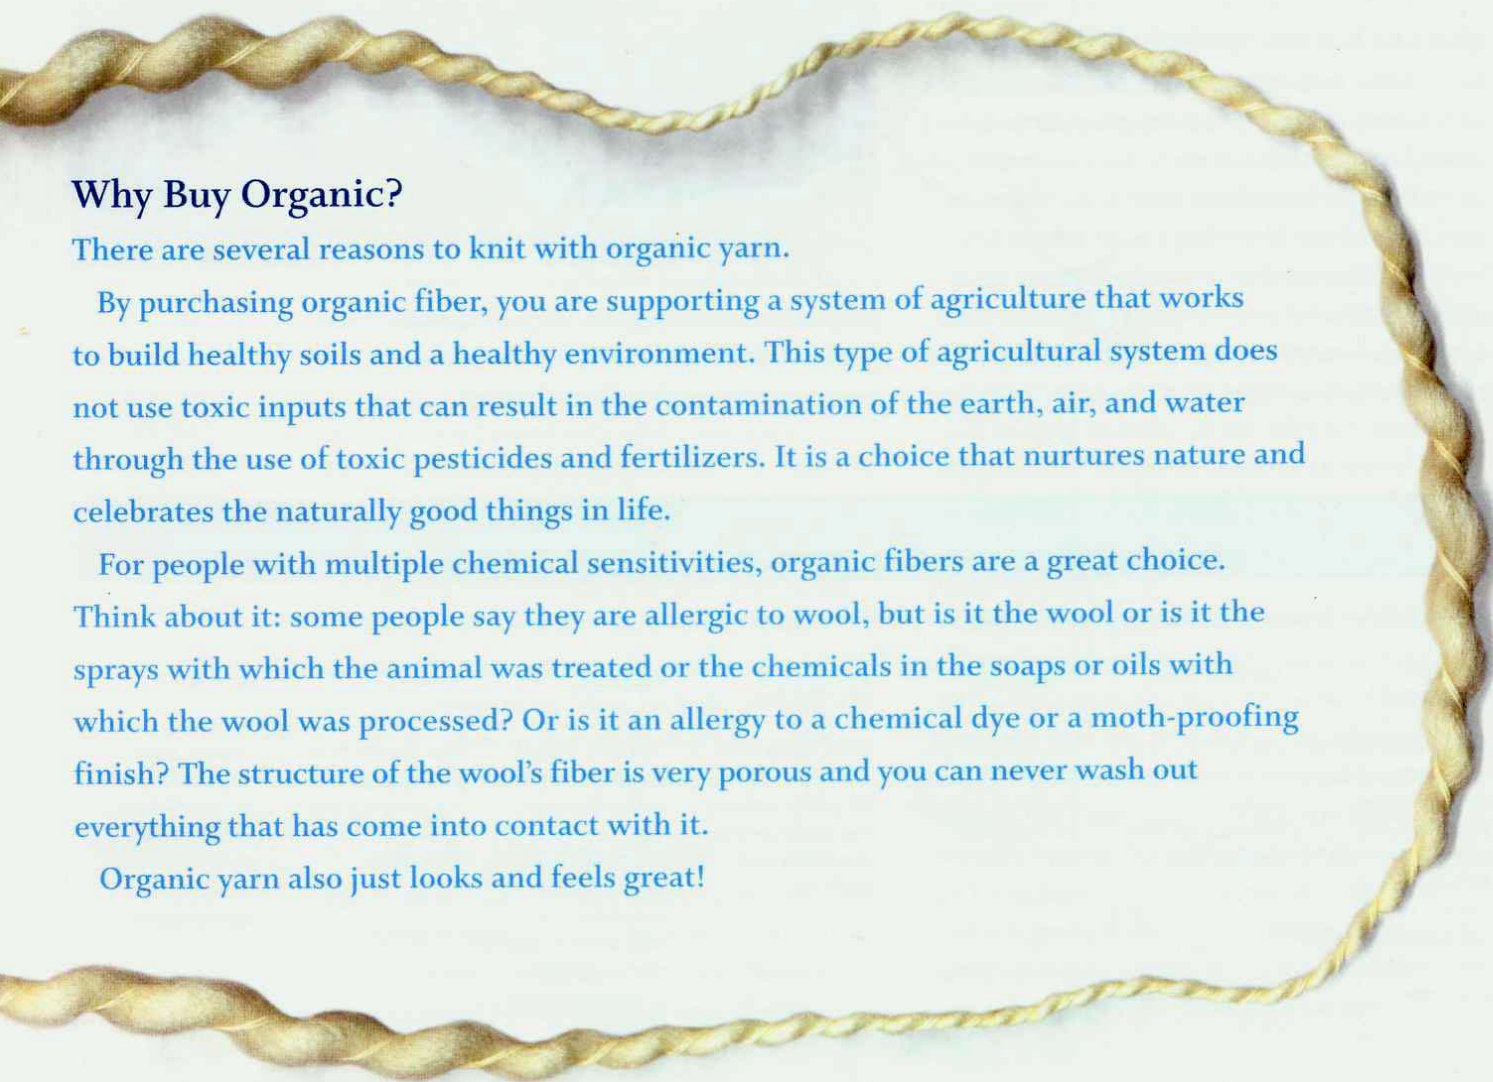 Why Buy Organic?
There are several reasons to knit with organic yarn.
By purchasing organic fiber, you are supporting a system of agriculture that works
to build healthy soils and a healthy environment. This type of agricultural system does
not use toxic inputs that can result in the contamination of the earth, air, and water
through the use of toxic pesticides and fertilizers. It is a choice that nurtures nature and
celebrates the naturally good things in life.
For people with multiple chemical sensitivities, organic fibers are a great choice.
Think about it: some people say they are allergic to wool, but is it the wool or is it the
sprays with which the animal was treated or the chemicals in the soaps or oils with
which the wool was processed? Or is it an allergy to a chemical dye or a moth-proofing
finish? The structure of the wool's fiber is very porous and you can never wash out
everything that has come into contact with it.
Organic yarn also just looks and feels great!